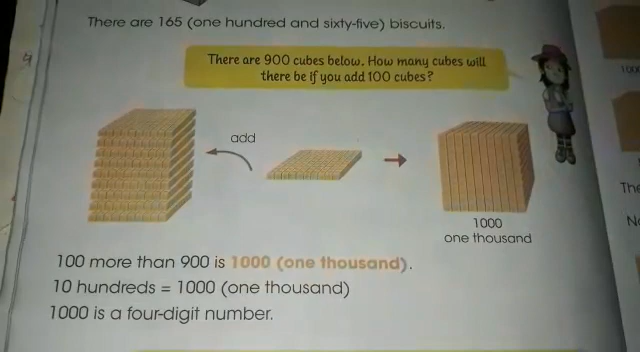 There are 165 (one hundred and sixty-five) biscuits.
There are 900 cubes below. How many cubes will
there be if you add 100 cubes?
add
1000
one thousand
100 more than 900 is 1000 (one thousand).
10 hundreds = 1000 (one thousand)
1000 is a four-digit number.